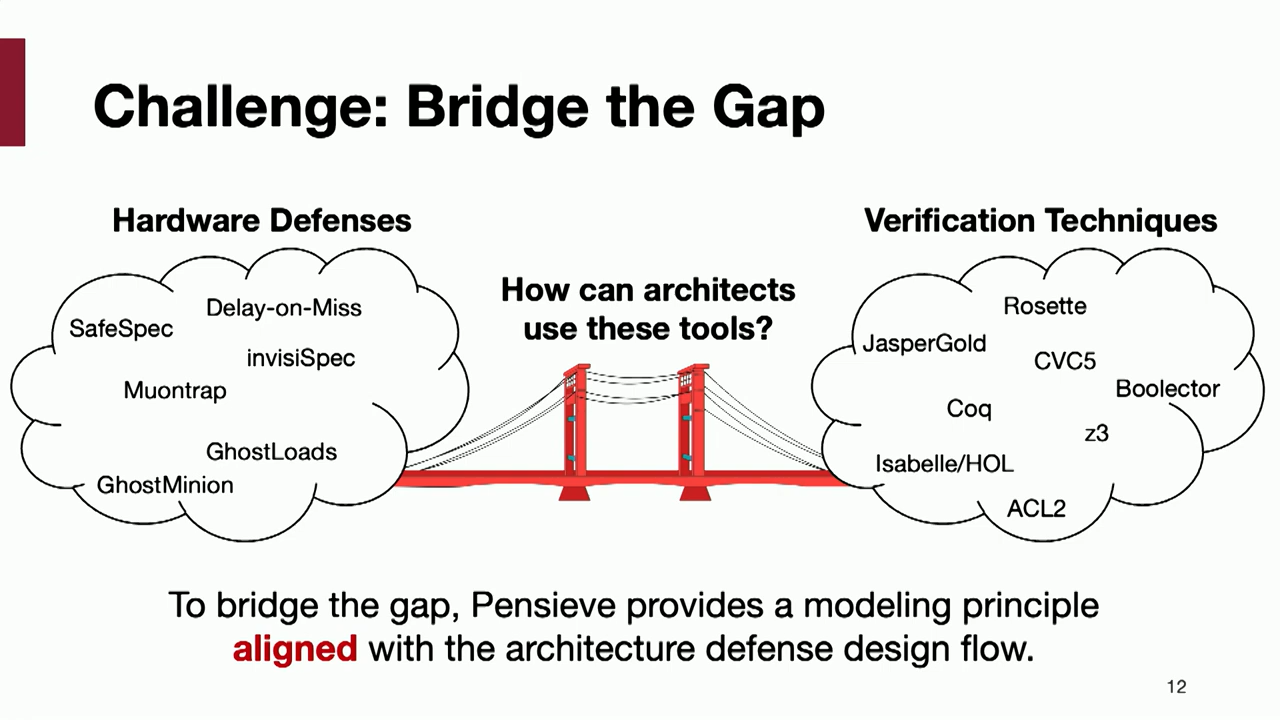 Challenge: Bridge the Gap
Hardware Defenses
Delay-on-Miss
SafeSpec
invisiSpec
Muontrap
GhostLoads
GhostMinion
How can architects
use these tools?
Verification Techniques
Rosette
JasperGold
CVC5
Boolector
Coq
z3
Isabelle/HOL
ACL2
To bridge the gap, Pensieve provides a modeling principle
aligned with the architecture defense design flow.
12